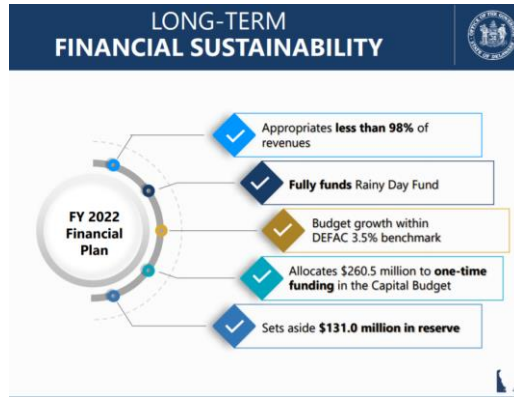 LONG-TERM
FINANCIAL SUSTAINABILITY
Appropriates less than 98% of
revenues
Fully funds Rainy Day Fund
FY 2022
Financial
Plan
Budget growth within
DEFAC 3.5% benchmark
Allocates $260.5 million to one-time
funding in the Capital Budget
Sets aside $131.0 million in reserve